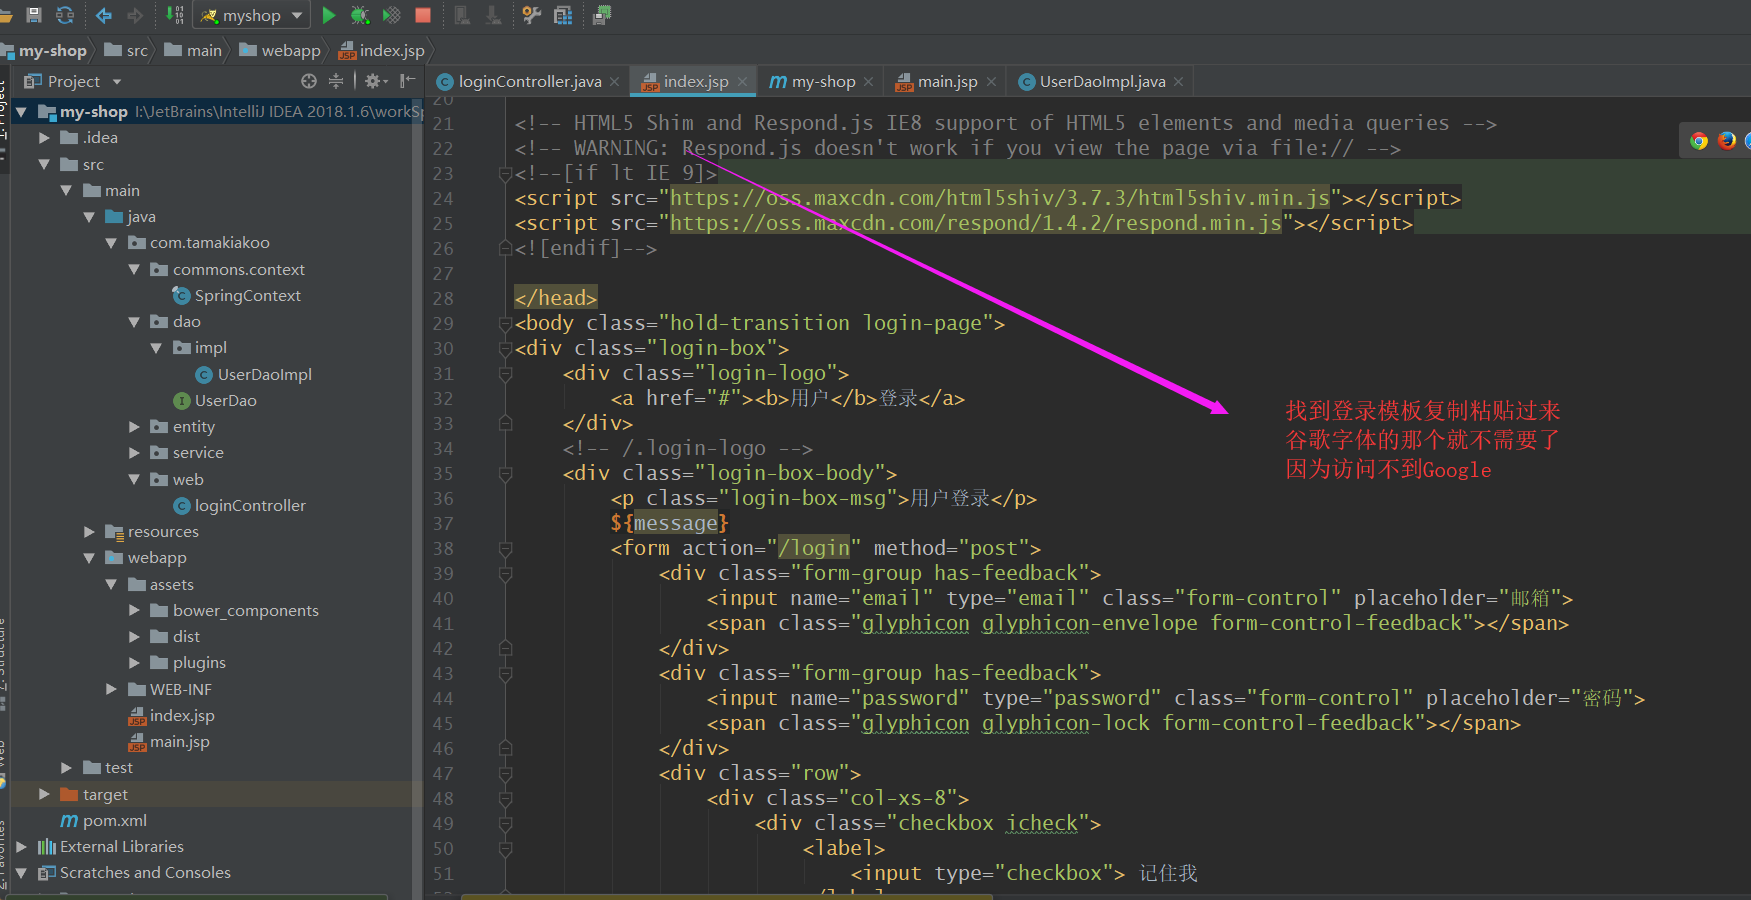 myshop
my-shop
src
main
webapp
index.jsp
Project
loginController.java
index.jsp
my-shop
main.jsp
UserDaoImpl.java
my-shop I:\JetBrains\IntelliJ IDEA 2018.1.6\workSp
.idea
src
main
java
com.tamakiakoo
commons.context
SpringContext
dao
impl
UserDaoImpl
UserDao
entity
service
web
loginController
resources
webapp
assets
bower_components
dist
plugins
WEB-INF
index.jsp
main.jsp
test
target
pom.xml
External Libraries
Scratches and Consoles
20
21 <!-- HTML5 Shim and Respond.js IE8 support of HTML5 elements and media queries -->
22 <!-- WARNING: Respond.js doesn't work if you view the page via file:// -->
23 <!--[if lt IE 9]>
24 <script src="https://oss.maxcdn.com/html5shiv/3.7.3/html5shiv.min.js"></script>
25 <script src="https://oss.maxcdn.com/respond/1.4.2/respond.min.js"></script>
26 <![endif]-->
27
28 </head>
29 <body class="hold-transition login-page">
30 <div class="login-box">
31 <div class="login-logo">
32 <a href="#"><b>用户</b>登录</a>
33 </div>
34 <!-- /.login-logo -->
35 <div class="login-box-body">
36 <p class="login-box-msg">用户登录</p>
37 ${message}
38 <form action="/login" method="post">
39 <div class="form-group has-feedback">
40 <input name="email" type="email" class="form-control" placeholder="邮箱">
41 <span class="glyphicon glyphicon-envelope form-control-feedback"></span>
42 </div>
43 <div class="form-group has-feedback">
44 <input name="password" type="password" class="form-control" placeholder="密码">
45 <span class="glyphicon glyphicon-lock form-control-feedback"></span>
46 </div>
47 <div class="row">
48 <div class="col-xs-8">
49 <div class="checkbox icheck">
50 <label>
51 <input type="checkbox"> 记住我
找到登录模板复制粘贴过来
谷歌字体的那个就不需要了
因为访问不到Google